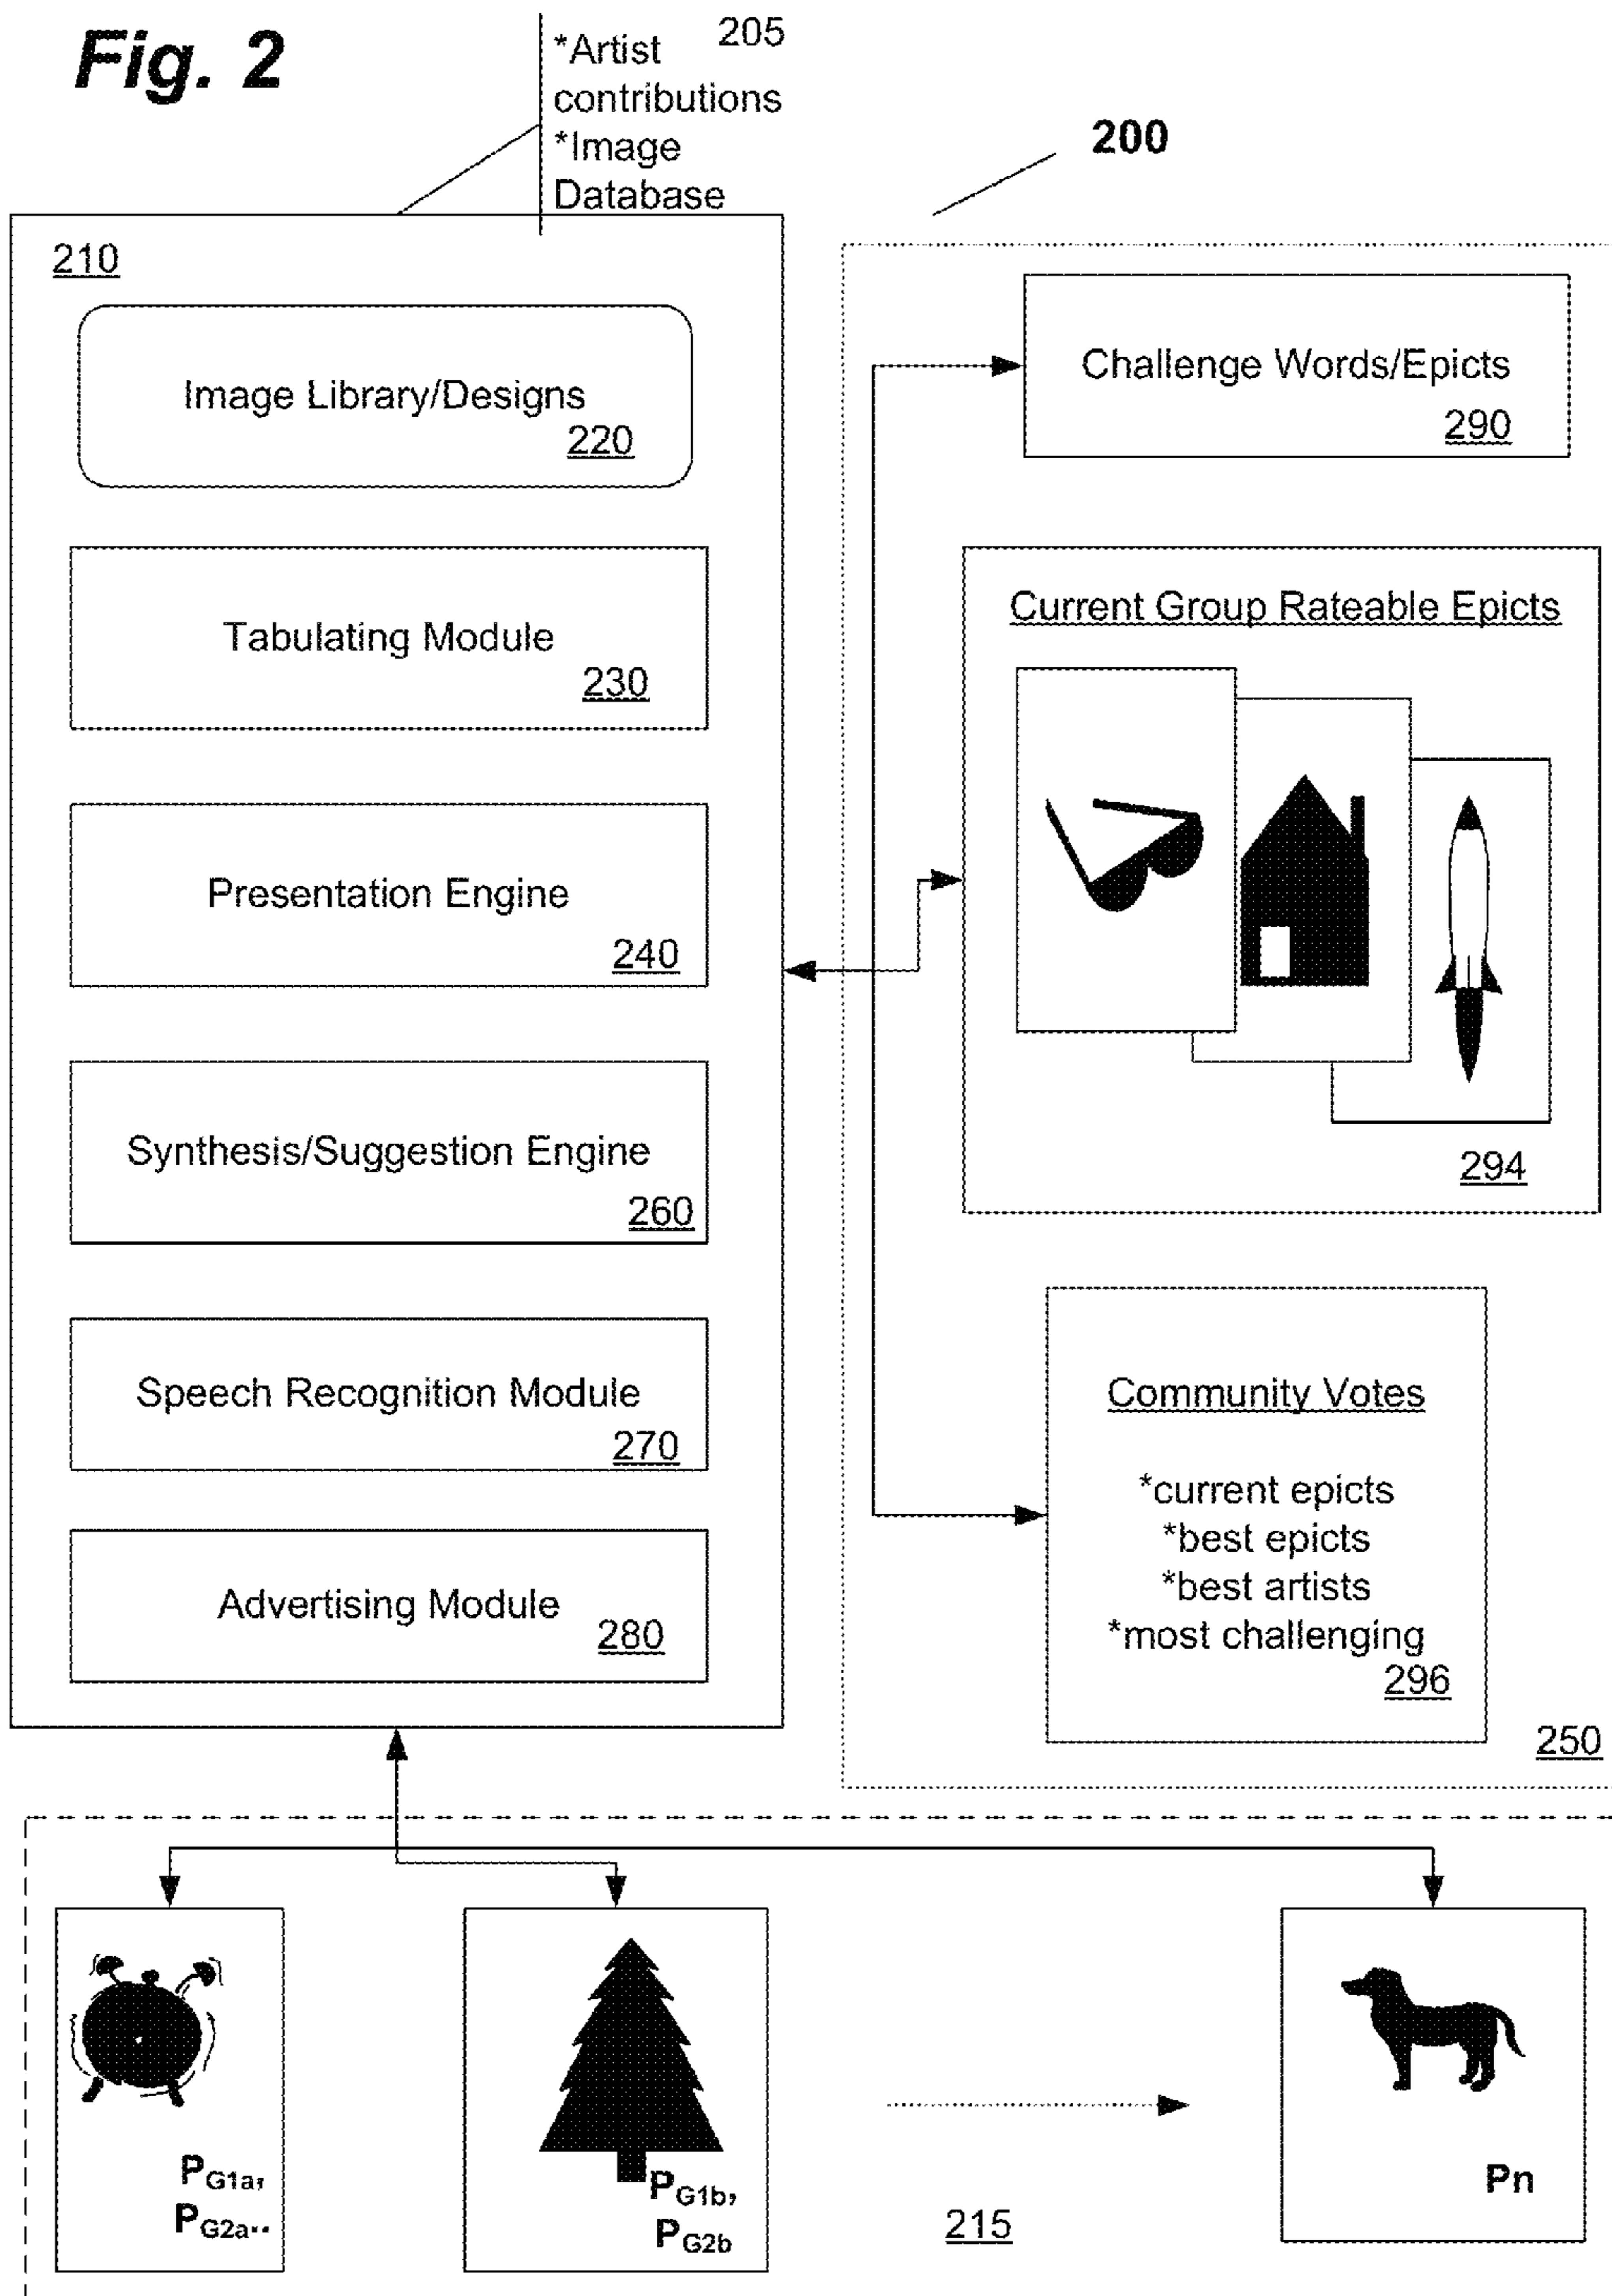 Fig. 2
205
*Artist
contributions
*Image
Database
200
210
Image Library/Designs
220
Tabulating Module
230
Presentation Engine
240
Synthesis/Suggestion Engine
260
Speech Recognition Module
270
Advertising Module
280
Challenge Words/Epicts
290
Current Group Rateable Epicts
294
Community Votes
*current epicts
*best epicts
*best artists
*most challenging
296
250
PG1a,
PG2a..
PG1b,
PG2b
215
Pn